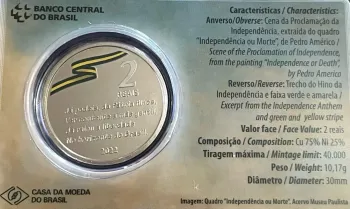 BANCO CENTRAL
DO BRASIL
2
REAIS
2022
CASA DA MOEDA
DO BRASIL
Características / Characteristics:
Anverso/Obverse: Cena da Proclamação da
Independência, extraída do quadro
"Independência ou Morte", de Pedro Américo /
Scene of the Proclamation of Independence,
from the painting "Independence or Death",
by Pedro Americo
Reverso/Reverse: Trecho do Hino da
Independência e faixa verde e amarela /
Excerpt from the Independence Anthem
and green and yellow stripe
Valor face / Face Value: 2 reais
Composição / Composition: Cu 75% Ni 25%
Tiragem máxima / Mintage limit: 40.000
Peso / Weight: 10,17g
Diâmetro / Diameter: 30mm
Imagem: Quadro "Independência ou Morte", Acervo Museu Paulista